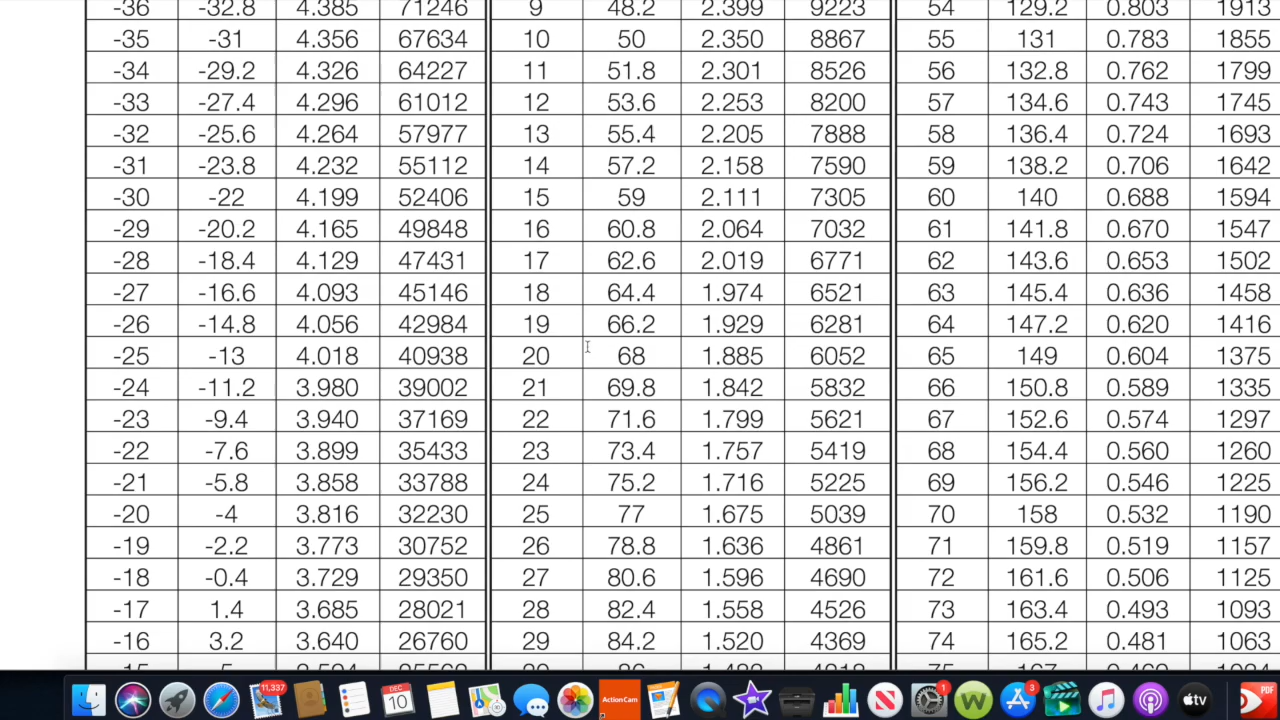 -36 -32.8 4.385 71246 9 48.2 2.399 9223 54 129.2 0.803 1913
-35 -31 4.356 67634 10 50 2.350 8867 55 131 0.783 1855
-34 -29.2 4.326 64227 11 51.8 2.301 8526 56 132.8 0.762 1799
-33 -27.4 4.296 61012 12 53.6 2.253 8200 57 134.6 0.743 1745
-32 -25.6 4.264 57977 13 55.4 2.205 7888 58 136.4 0.724 1693
-31 -23.8 4.232 55112 14 57.2 2.158 7590 59 138.2 0.706 1642
-30 -22 4.199 52406 15 59 2.111 7305 60 140 0.688 1594
-29 -20.2 4.165 49848 16 60.8 2.064 7032 61 141.8 0.670 1547
-28 -18.4 4.129 47431 17 62.6 2.019 6771 62 143.6 0.653 1502
-27 -16.6 4.093 45146 18 64.4 1.974 6521 63 145.4 0.636 1458
-26 -14.8 4.056 42984 19 66.2 1.929 6281 64 147.2 0.620 1416
-25 -13 4.018 40938 20 68 1.885 6052 65 149 0.604 1375
-24 -11.2 3.980 39002 21 69.8 1.842 5832 66 150.8 0.589 1335
-23 -9.4 3.940 37169 22 71.6 1.799 5621 67 152.6 0.574 1297
-22 -7.6 3.899 35433 23 73.4 1.757 5419 68 154.4 0.560 1260
-21 -5.8 3.858 33788 24 75.2 1.716 5225 69 156.2 0.546 1225
-20 -4 3.816 32230 25 77 1.675 5039 70 158 0.532 1190
-19 -2.2 3.773 30752 26 78.8 1.636 4861 71 159.8 0.519 1157
-18 -0.4 3.729 29350 27 80.6 1.596 4690 72 161.6 0.506 1125
-17 1.4 3.685 28021 28 82.4 1.558 4526 73 163.4 0.493 1093
-16 3.2 3.640 26760 29 84.2 1.520 4369 74 165.2 0.481 1063
11,337
DEC
10
ActionCam
1
3
tv
PDF